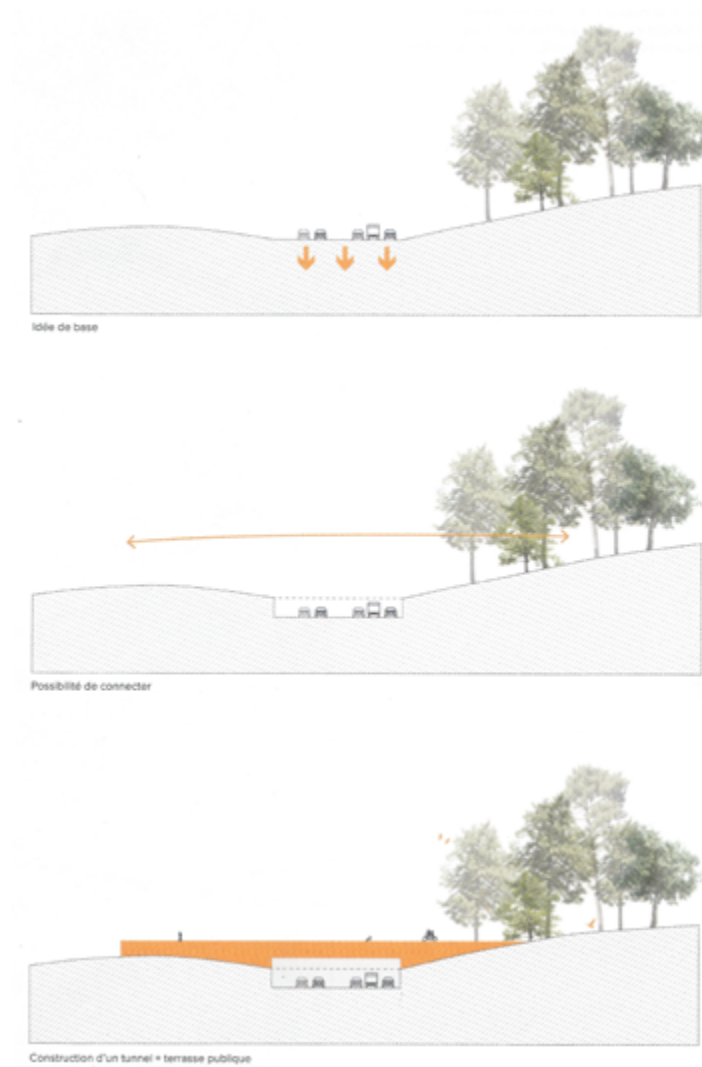 Idée de base
Possibilité de connecter
Construction d'un tunnel + terrasse publique